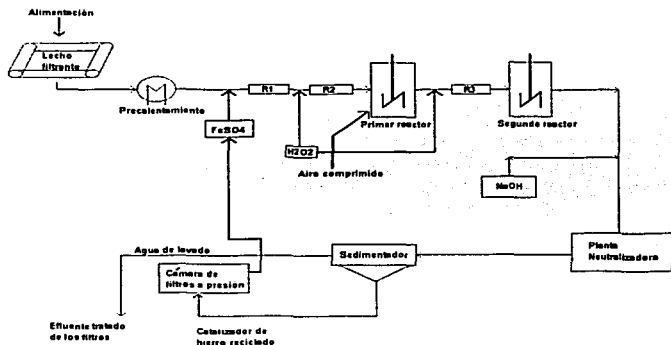 Alimentación
Lecho
filtrante
Precalentamiento
R1
R2
R3
Primer reactor
Segundo reactor
FeSO4
H2O2
Aire comprimido
NaOH
Agua de lavado
Sedimentador
Planta
Neutralizadora
Cámara de
filtros a presion
Efluente tratado
de los filtros
Catalizador de
hierro reciclado